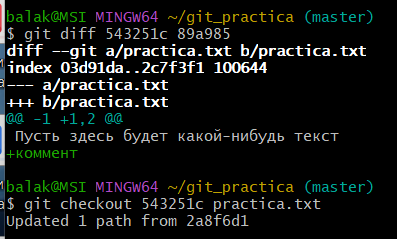 balak@MSI MINGW64 ~/git_practica (master)
$ git diff 543251c 89a985
diff --git a/practica.txt b/practica.txt
index 03d91da..2c7f3f1 100644
--- a/practica.txt
+++ b/practica.txt
@@ -1 +1,2 @@
 Пусть здесь будет какой-нибудь текст
+коммент
balak@MSI MINGW64 ~/git_practica (master)
$ git checkout 543251c practica.txt
Updated 1 path from 2a8f6d1